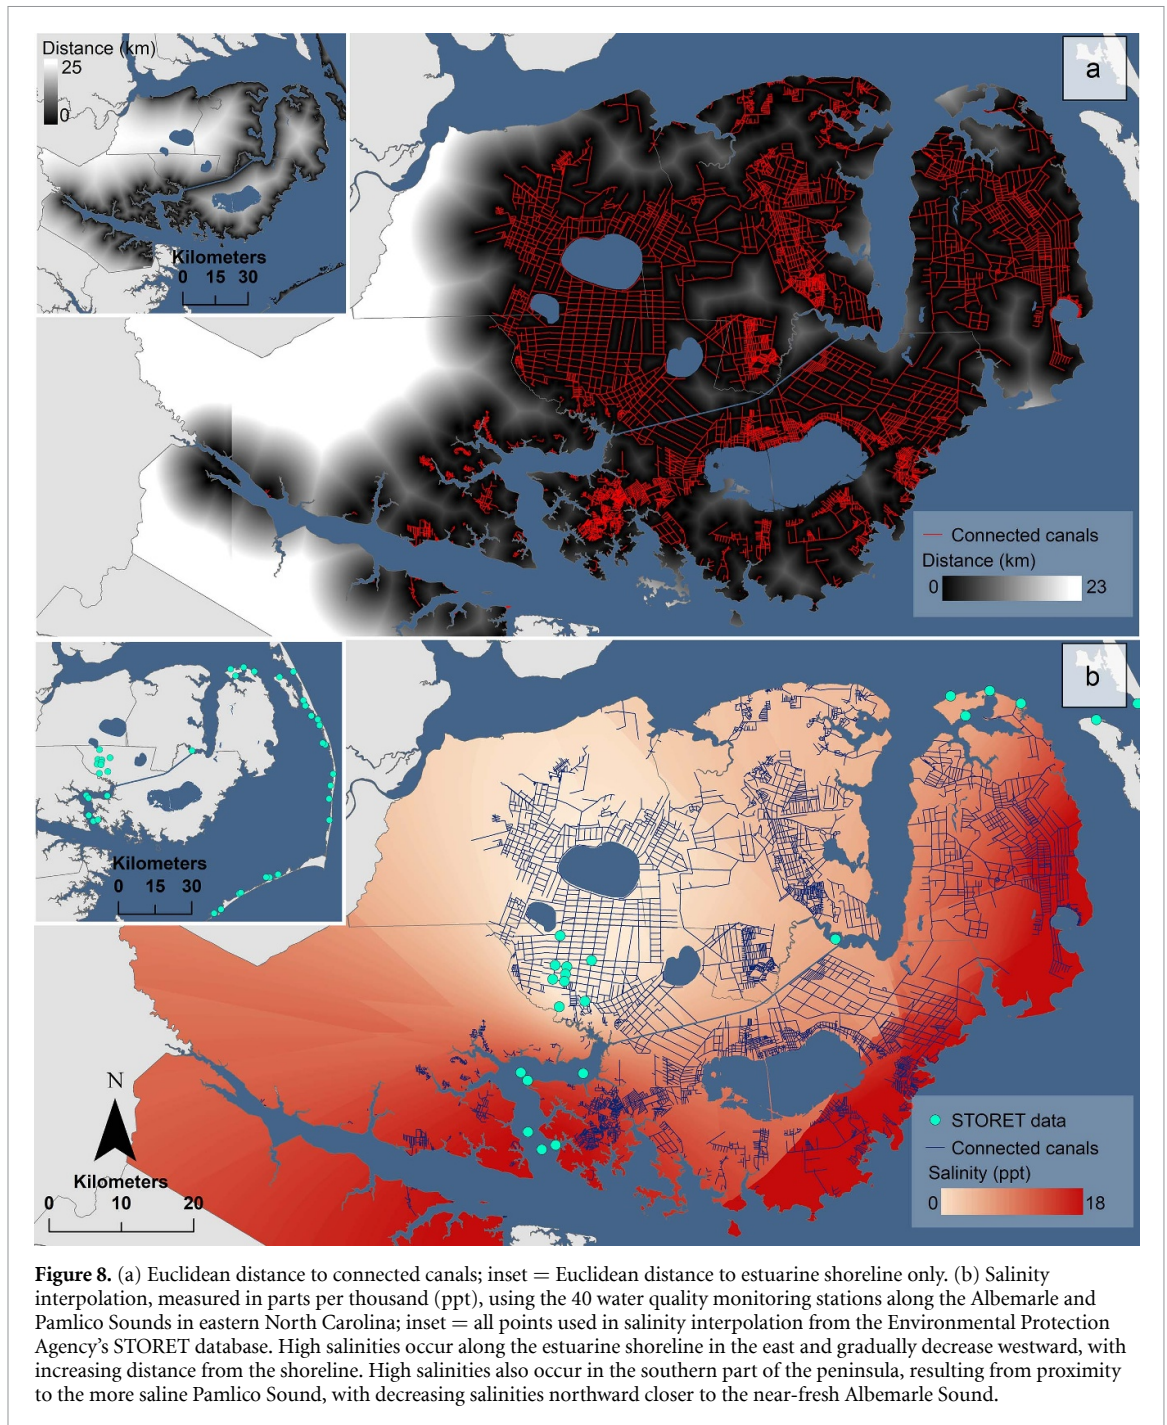 Distance (km)
25
0
Kilometers
0 15 30
a
Connected canals
Distance (km)
0 23
b
Kilometers
0 15 30
N
Kilometers
0 10 20
STORET data
Connected canals
Salinity (ppt)
0 18
Figure 8. (a) Euclidean distance to connected canals; inset = Euclidean distance to estuarine shoreline only. (b) Salinity
interpolation, measured in parts per thousand (ppt), using the 40 water quality monitoring stations along the Albemarle and
Pamlico Sounds in eastern North Carolina; inset = all points used in salinity interpolation from the Environmental Protection
Agency's STORET database. High salinities occur along the estuarine shoreline in the east and gradually decrease westward, with
increasing distance from the shoreline. High salinities also occur in the southern part of the peninsula, resulting from proximity
to the more saline Pamlico Sound, with decreasing salinities northward closer to the near-fresh Albemarle Sound.